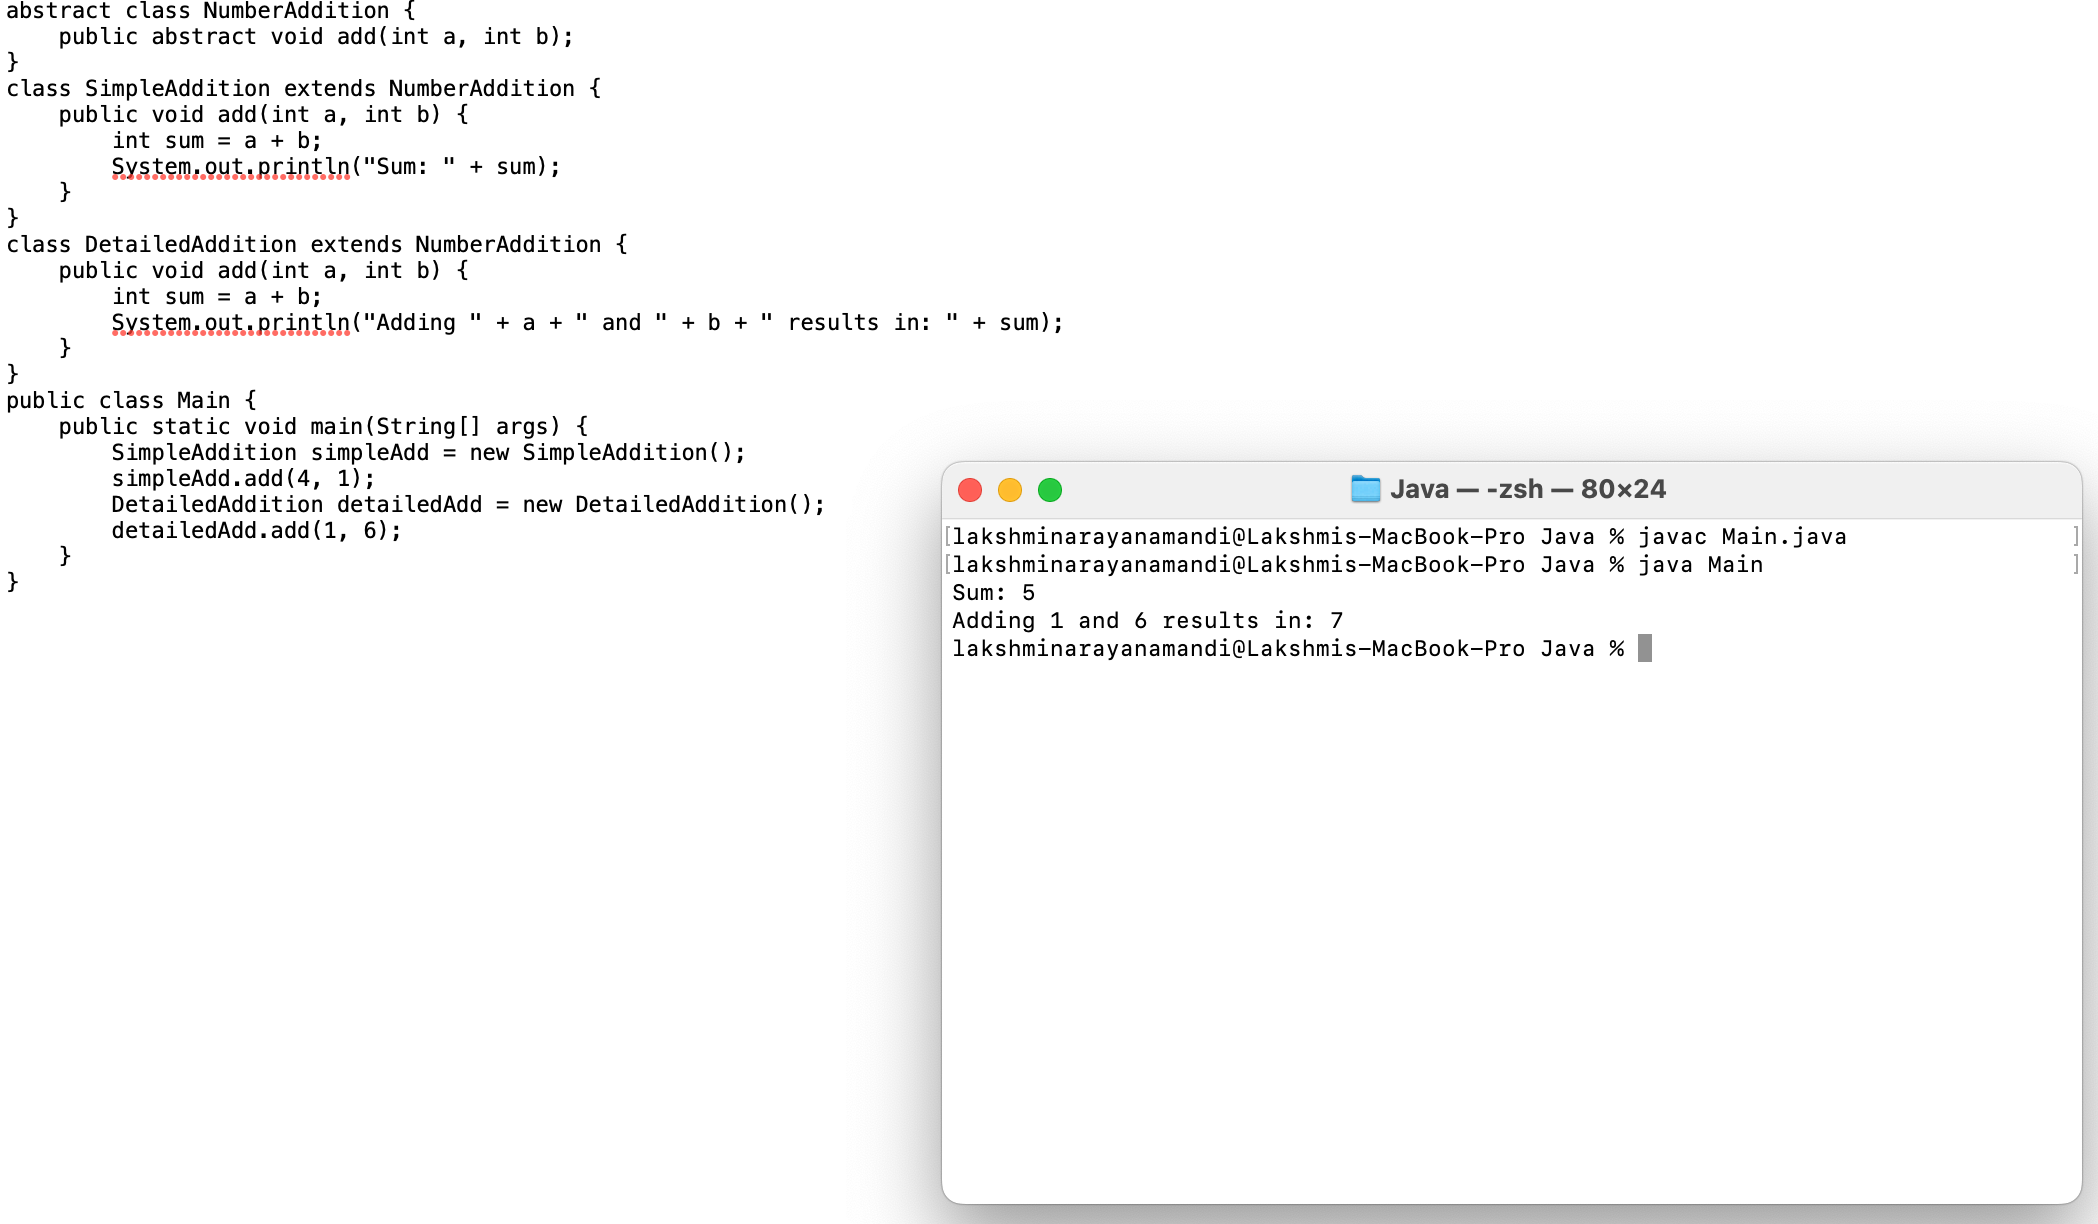 abstract class NumberAddition {
    public abstract void add(int a, int b);
}
class SimpleAddition extends NumberAddition {
    public void add(int a, int b) {
        int sum = a + b;
        System.out.println("Sum: " + sum);
    }
}
class DetailedAddition extends NumberAddition {
    public void add(int a, int b) {
        int sum = a + b;
        System.out.println("Adding " + a + " and " + b + " results in: " + sum);
    }
}
public class Main {
    public static void main(String[] args) {
        SimpleAddition simpleAdd = new SimpleAddition();
        simpleAdd.add(4, 1);
        DetailedAddition detailedAdd = new DetailedAddition();
        detailedAdd.add(1, 6);
    }
}
Java — -zsh — 80×24
[lakshminarayanamandi@Lakshmis-MacBook-Pro Java % javac Main.java ]
[lakshminarayanamandi@Lakshmis-MacBook-Pro Java % java Main ]
Sum: 5
Adding 1 and 6 results in: 7
lakshminarayanamandi@Lakshmis-MacBook-Pro Java %